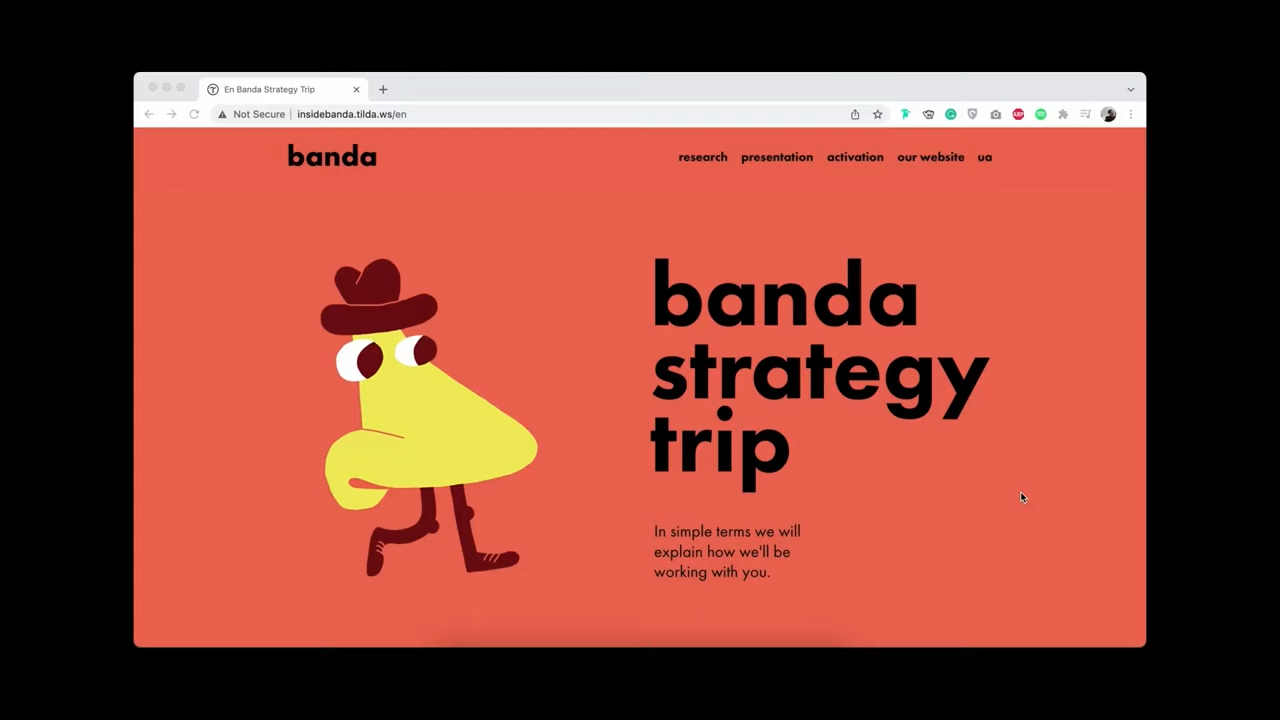 En Banda Strategy Trip
Not Secure
insidebanda.tilda.ws/en
ABP
banda
research
presentation
activation
our website
ua
banda
strategy
trip
In simple terms we will
explain how we'll be
working with you.